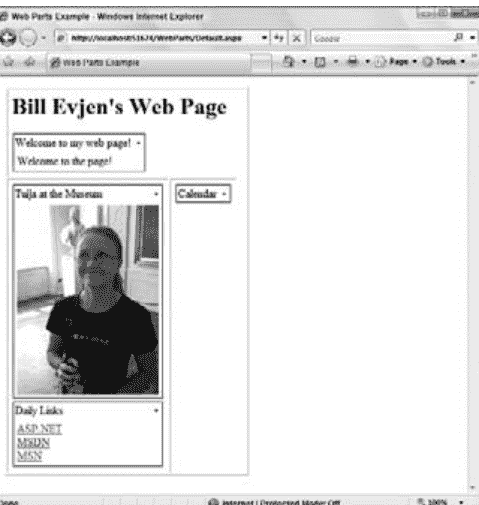 Web Parts Example - Windows Internet Explorer
http://localhost:51674/WebParts/Default.aspx
Google
Web Parts Example
Page
Tools
Bill Evjen's Web Page
Welcome to my web page!
Welcome to the page!
Tuija at the Museum
Calendar
Daily Links
ASP.NET
MSDN
MSN
Done
Internet | Protected Mode: Off
100%